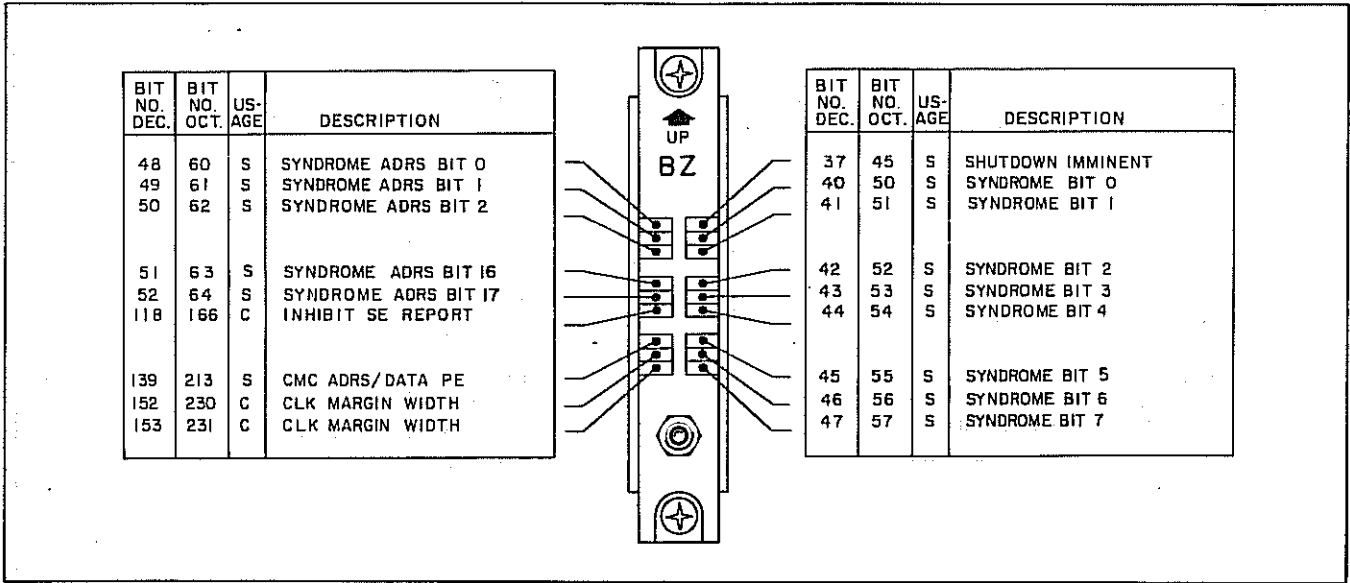 BIT NO. DEC. BIT NO. OCT. US-AGE DESCRIPTION
48 60 S SYNDROME ADRS BIT 0
49 61 S SYNDROME ADRS BIT 1
50 62 S SYNDROME ADRS BIT 2
51 63 S SYNDROME ADRS BIT 16
52 64 S SYNDROME ADRS BIT 17
118 166 C INHIBIT SE REPORT
139 213 S CMC ADRS/DATA PE
152 230 C CLK MARGIN WIDTH
153 231 C CLK MARGIN WIDTH
UP
BZ
BIT NO. DEC. BIT NO. OCT. US-AGE DESCRIPTION
37 45 S SHUTDOWN IMMINENT
40 50 S SYNDROME BIT 0
41 51 S SYNDROME BIT 1
42 52 S SYNDROME BIT 2
43 53 S SYNDROME BIT 3
44 54 S SYNDROME BIT 4
45 55 S SYNDROME BIT 5
46 56 S SYNDROME BIT 6
47 57 S SYNDROME BIT 7